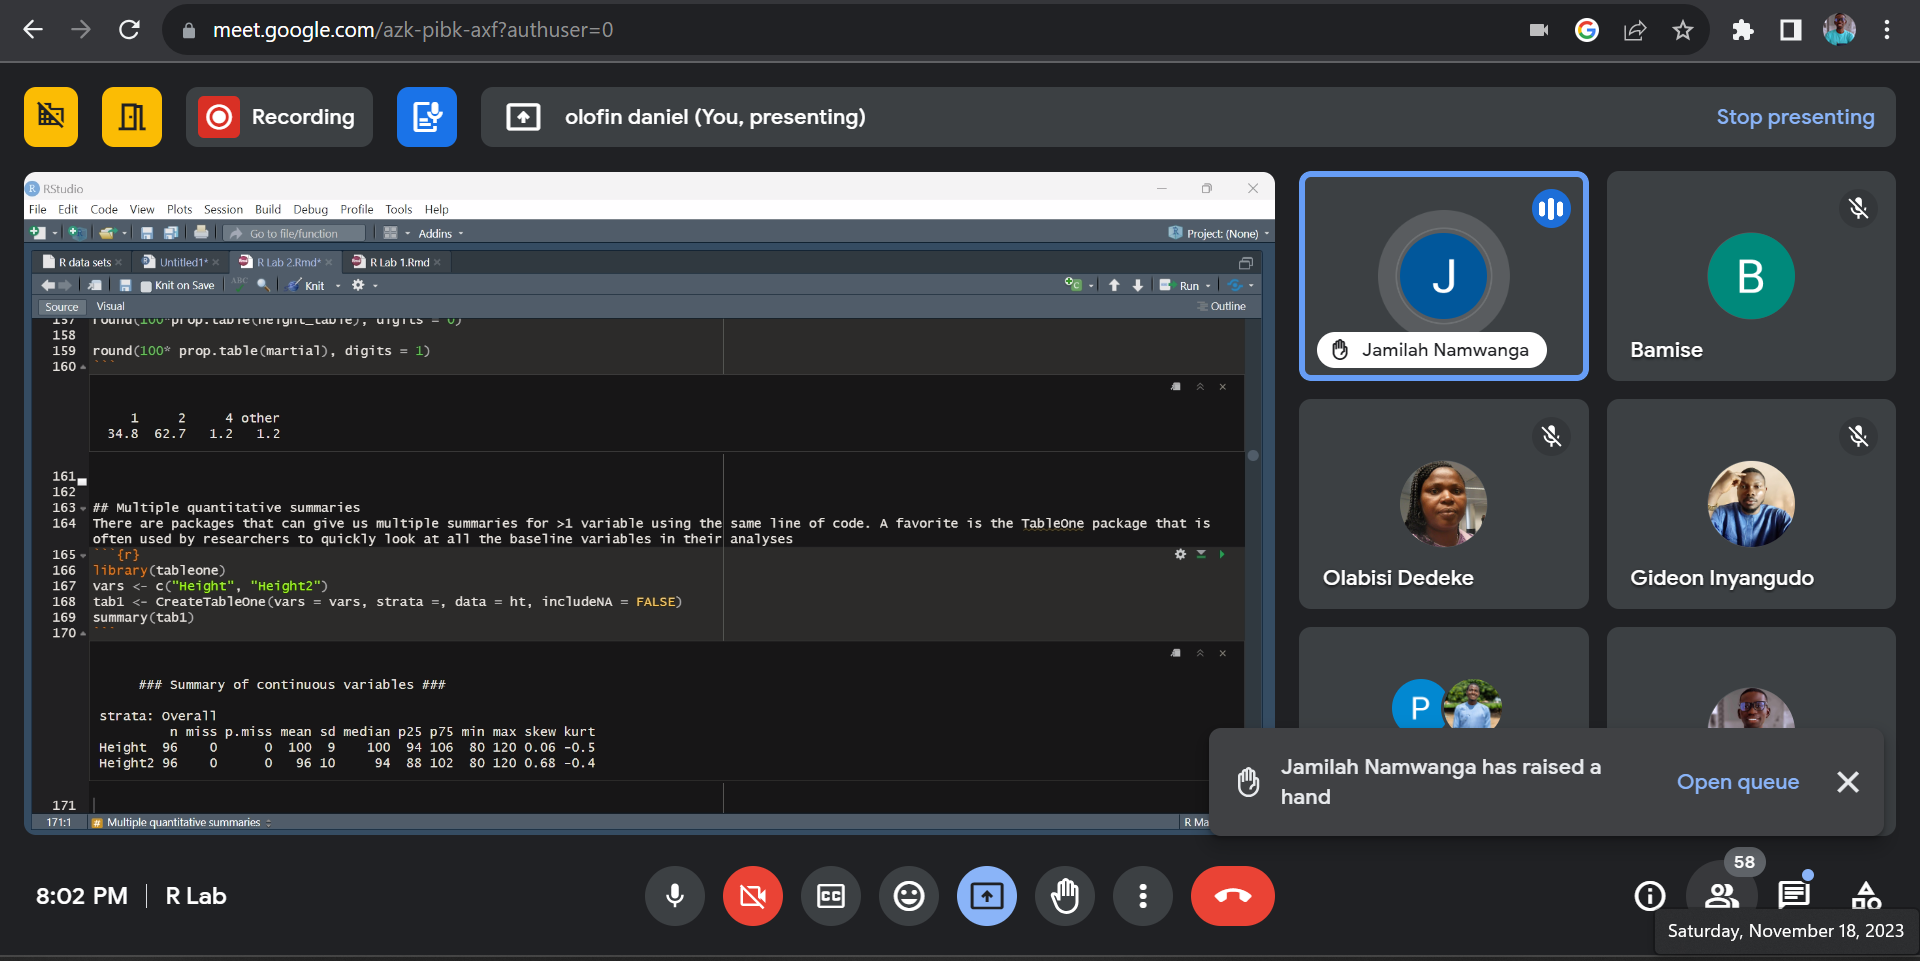 meet.google.com/azk-pibk-axf?authuser=0
Recording
olofin daniel (You, presenting)
Stop presenting
R RStudio
File Edit Code View Plots Session Build Debug Profile Tools Help
Go to file/function
Addins
Project: (None)
R data sets
Untitled1*
R Lab 2.Rmd*
R Lab 1.Rmd
Knit on Save
ABC
Knit
Run
Source Visual
Outline
157 round(100*prop.table(height_table), digits = 0)
158
159 round(100* prop.table(martial), digits = 1)
160 ```
1 2 4 other
34.8 62.7 1.2 1.2
161
162
163 ## Multiple quantitative summaries
164 There are packages that can give us multiple summaries for >1 variable using the same line of code. A favorite is the TableOne package that is
often used by researchers to quickly look at all the baseline variables in their analyses
165 ```{r}
166 library(tableone)
167 vars <- c("Height", "Height2")
168 tab1 <- CreateTableOne(vars = vars, strata =, data = ht, includeNA = FALSE)
169 summary(tab1)
170 ```
### Summary of continuous variables ###
strata: Overall
n miss p.miss mean sd median p25 p75 min max skew kurt
Height 96 0 0 100 9 100 94 106 80 120 0.06 -0.5
Height2 96 0 0 96 10 94 88 102 80 120 0.68 -0.4
171
171:1 # Multiple quantitative summaries
R Ma
J
Jamilah Namwanga
B
Bamise
Olabisi Dedeke
Gideon Inyangudo
P
Jamilah Namwanga has raised a
hand
Open queue
8:02 PM | R Lab
CC
58
Saturday, November 18, 2023